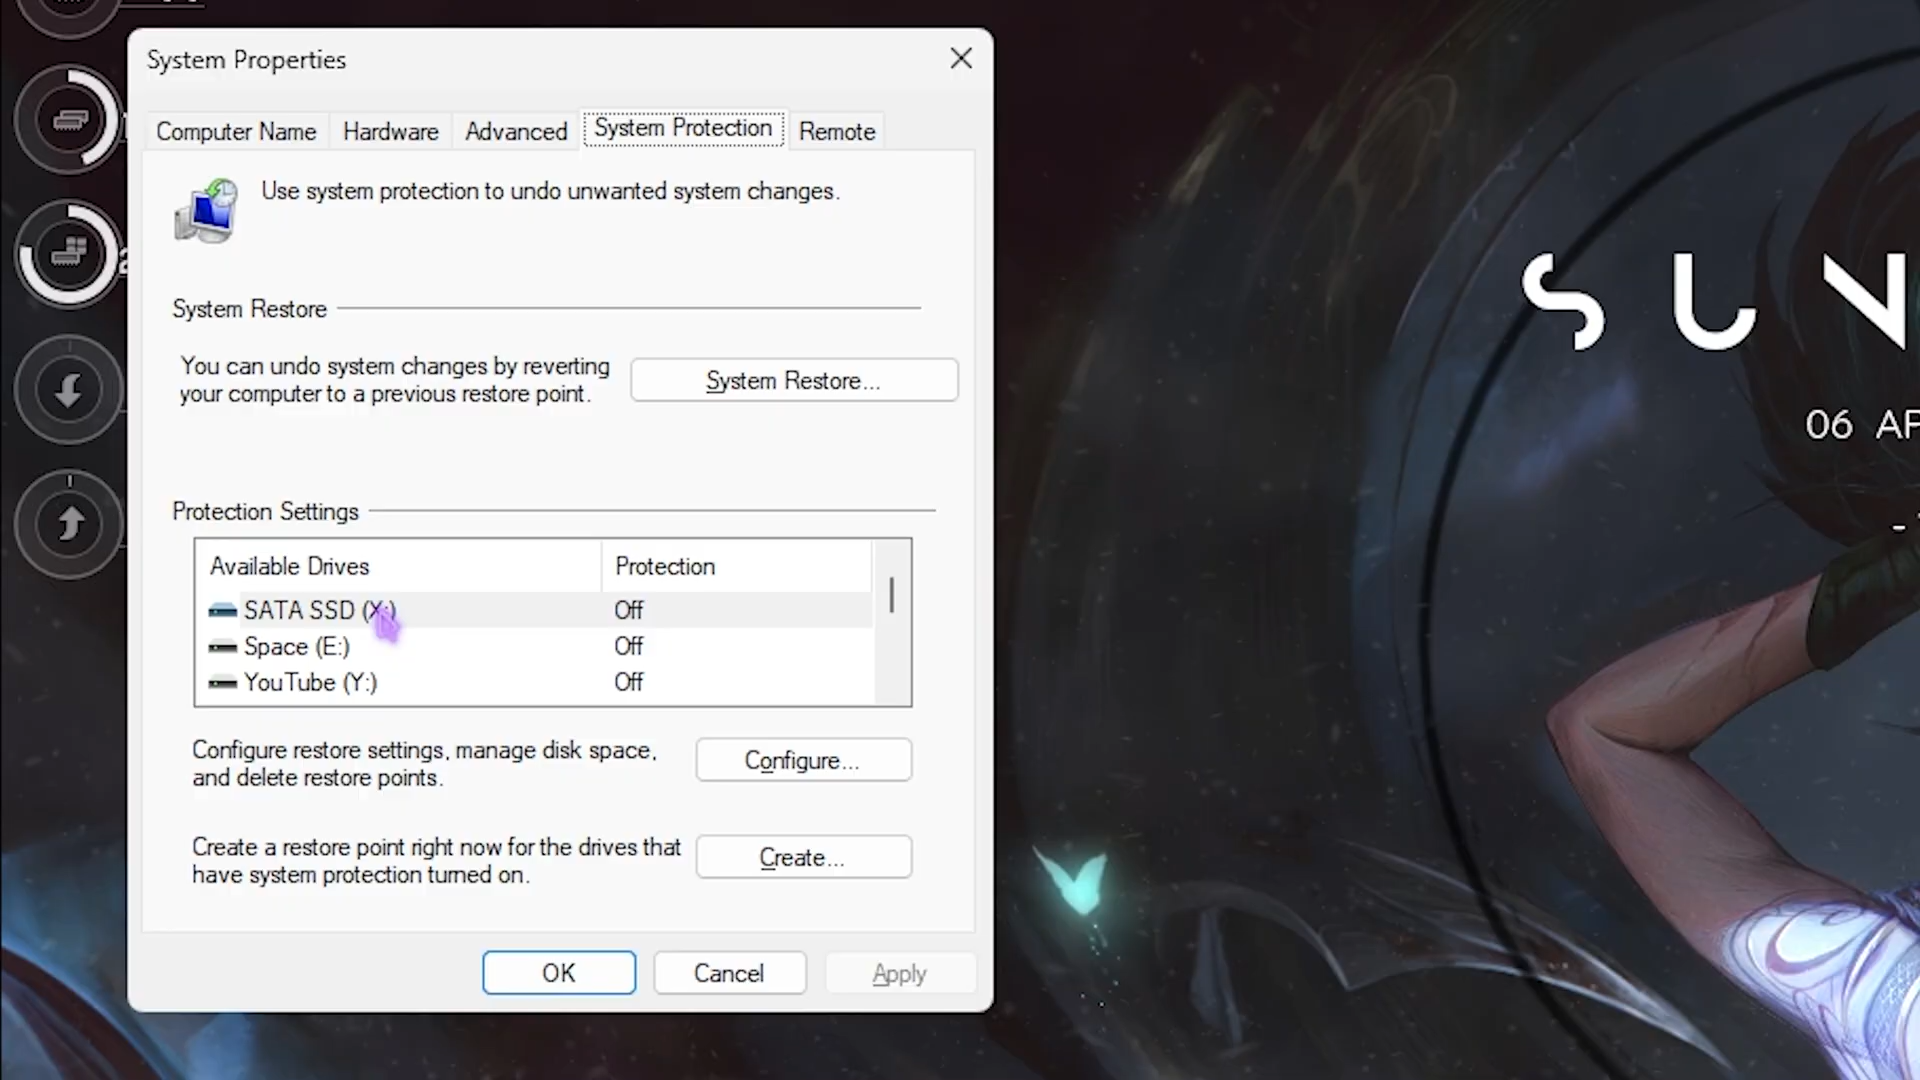 System Properties
Computer Name Hardware Advanced System Protection Remote
Use system protection to undo unwanted system changes.
System Restore
You can undo system changes by reverting
your computer to a previous restore point.
System Restore...
Protection Settings
Available Drives Protection
SATA SSD (X:) Off
Space (E:) Off
YouTube (Y:) Off
Configure restore settings, manage disk space,
and delete restore points.
Configure...
Create a restore point right now for the drives that
have system protection turned on.
Create...
OK Cancel Apply
SUN
06 AP